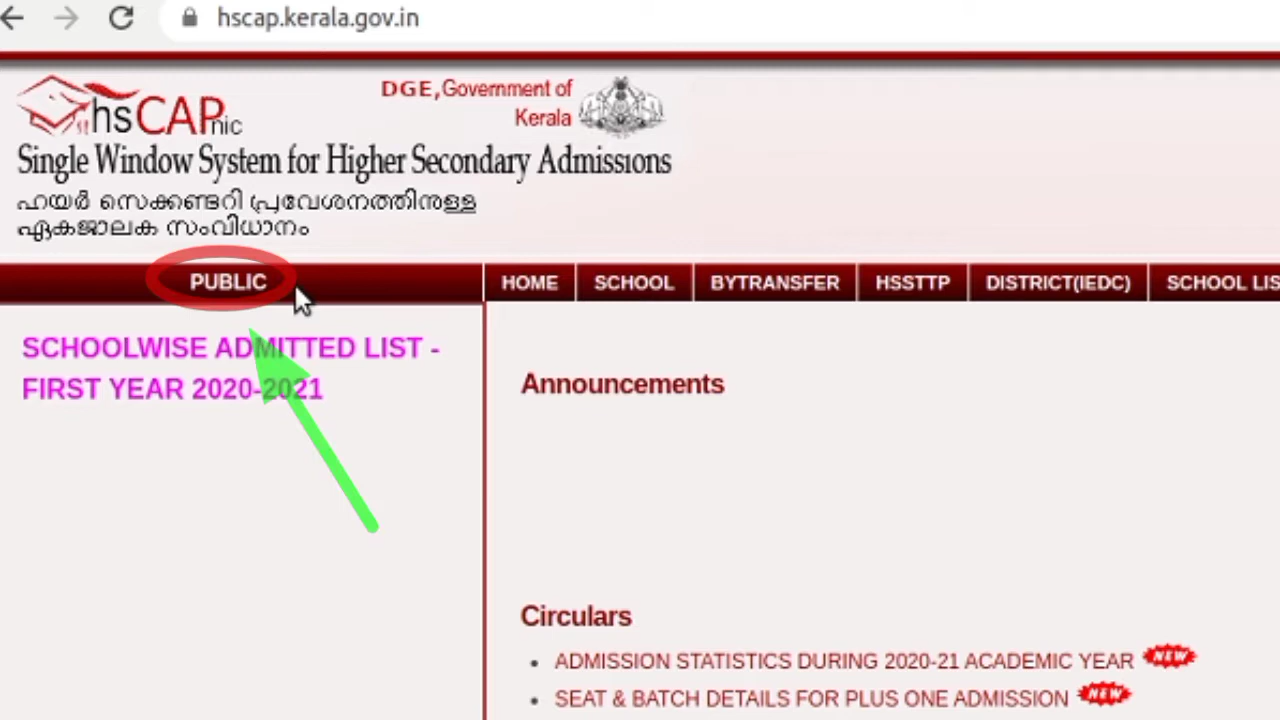 hscap.kerala.gov.in
hsCAPnic
DGE,Government of
Kerala
Single Window System for Higher Secondary Admissions
ഹയർ സെക്കണ്ടറി പ്രവേശനത്തിനുള്ള
ഏകജാലക സംവിധാനം
PUBLIC
HOME
SCHOOL
BYTRANSFER
HSSTTP
DISTRICT(IEDC)
SCHOOL LIS
SCHOOLWISE ADMITTED LIST -
FIRST YEAR 2020-2021
Announcements
Circulars
ADMISSION STATISTICS DURING 2020-21 ACADEMIC YEAR NEW
SEAT & BATCH DETAILS FOR PLUS ONE ADMISSION NEW